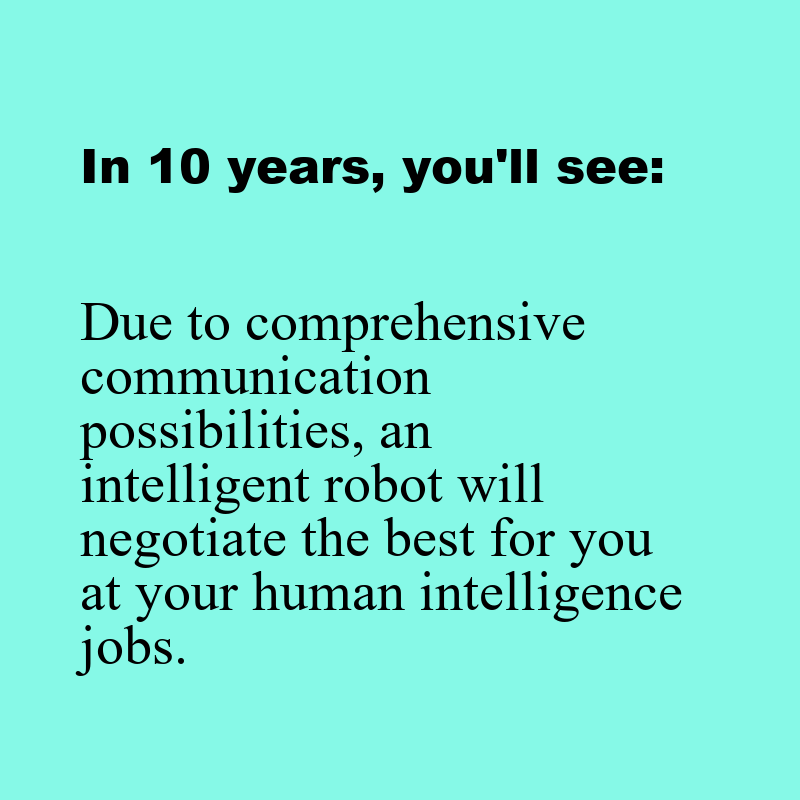 In 10 years, you'll see:
Due to comprehensive
communication
possibilities, an
intelligent robot will
negotiate the best for you
at your human intelligence
jobs.